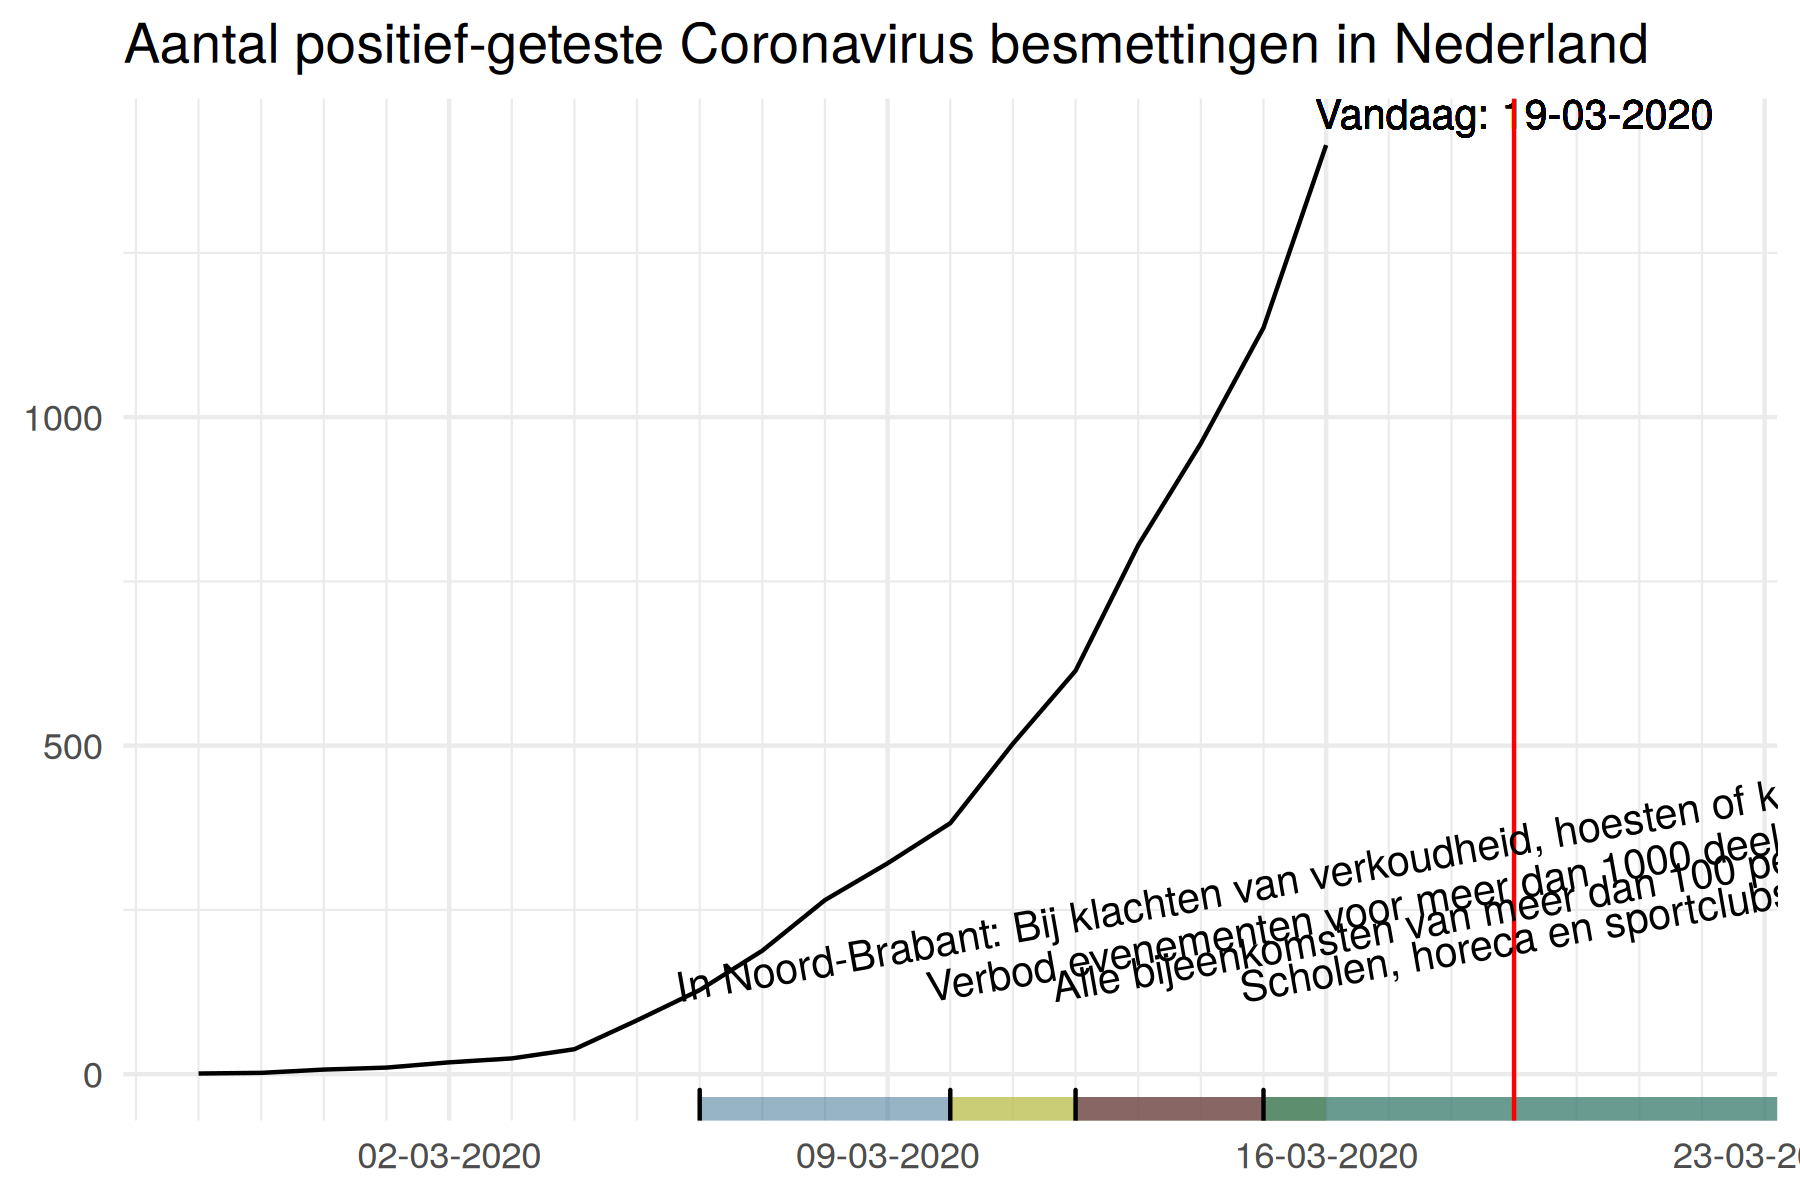 Aantal positief-geteste Coronavirus besmettingen in Nederland
Vandaag: 19-03-2020
1000
500
0
In Noord-Brabant: Bij klachten van verkoudheid, hoesten of k
Verbod evenementen voor meer dan 1000 deel
Alle bijeenkomsten van meer dan 100 pe
Scholen, horeca en sportclubs
02-03-2020
09-03-2020
16-03-2020
23-03-20